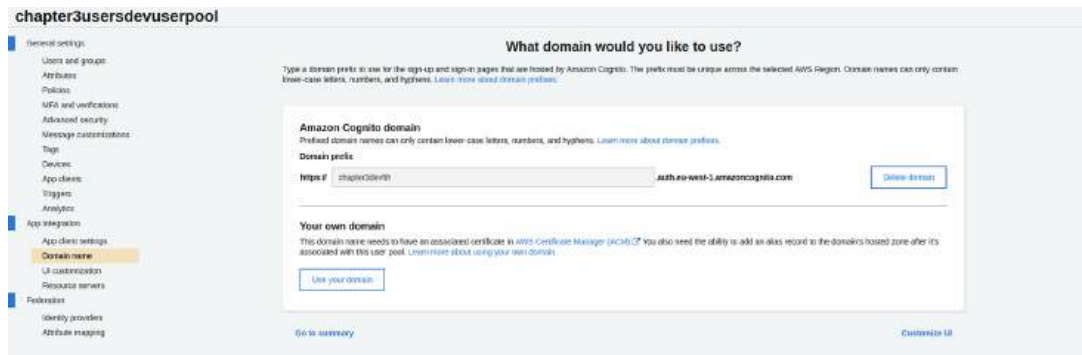 chapter3usersdevuserpool
General settings
Users and groups
Attributes
Policies
MFA and verifications
Advanced security
Message customizations
Tags
Devices
App clients
Triggers
Analytics
App integration
App client settings
Domain name
UI customization
Resource servers
Federation
Identity providers
Attribute mapping
What domain would you like to use?
Type a domain prefix to use for the sign-up and sign-in pages that are hosted by Amazon Cognito. The prefix must be unique across the selected AWS Region. Domain names can only contain
lower-case letters, numbers, and hyphens. Learn more about domain prefixes.
Amazon Cognito domain
Prefixed domain names can only contain lower-case letters, numbers, and hyphens. Learn more about domain prefixes.
Domain prefix
https:// .auth.eu-west-1.amazoncognito.com Delete domain
Your own domain
This domain name needs to have an associated certificate in AWS Certificate Manager (ACM) You also need the ability to add an alias record to the domain's hosted zone after it's
associated with this user pool. Learn more about using your own domain.
Use your domain
Go to summary Customize UI